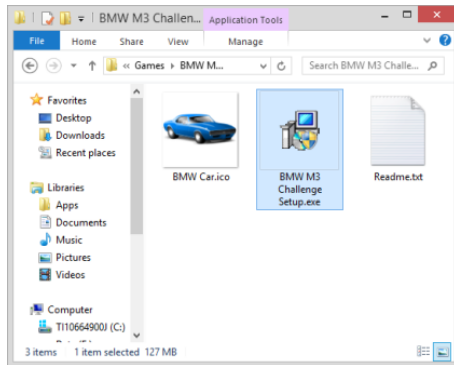 BMW M3 Challen...
Application Tools
File Home Share View Manage
« Games BMW M...
Search BMW M3 Challe...
Favorites
Desktop
Downloads
Recent places
Libraries
Apps
Documents
Music
Pictures
Videos
Computer
TI10664900J (C:)
BMW Car.ico
BMW M3
Challenge
Setup.exe
Readme.txt
3 items 1 item selected 127 MB